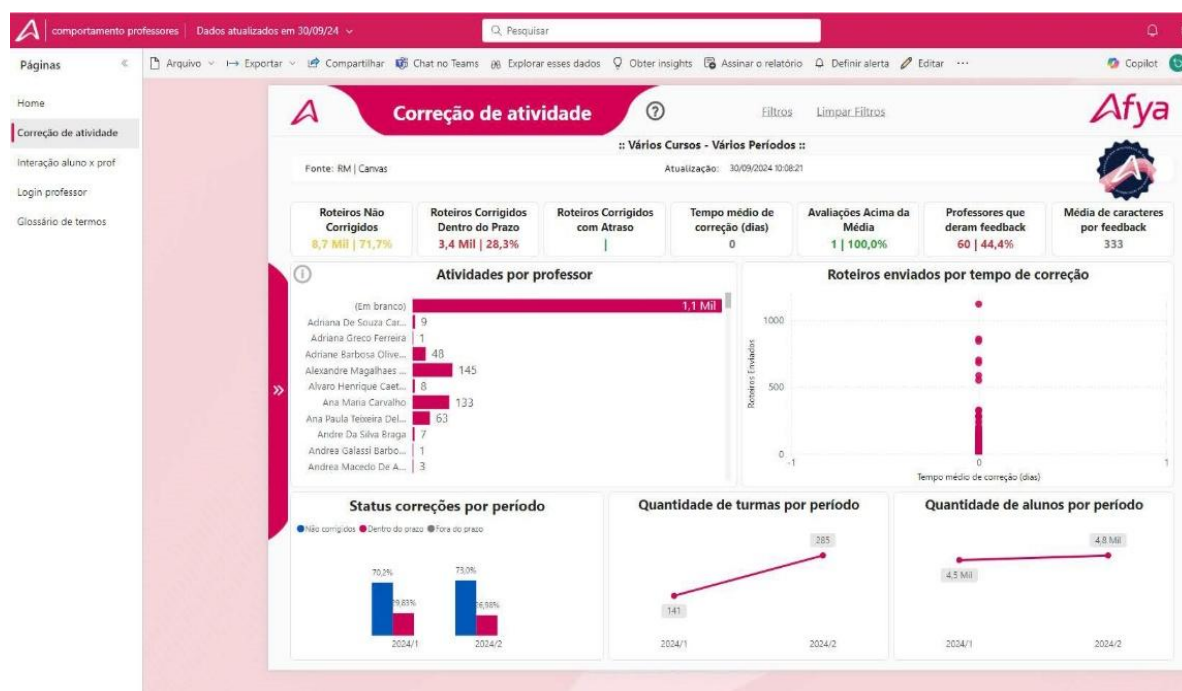 comportamento professores | Dados atualizados em 30/09/24
Pesquisar
Páginas
Arquivo Exportar Compartilhar Chat no Teams Explorar esses dados Obter insights Assinar o relatório Definir alerta Editar ... Copilot
Home
Correção de atividade
Interação aluno x prof
Login professor
Glossário de termos
Correção de atividade
Filtros Limpar Filtros
Afya
:: Vários Cursos - Vários Períodos ::
Fonte: RM | Canvas Atualização: 30/09/2024 10:08:21
Roteiros Não Corrigidos
8,7 Mil | 71,7%
Roteiros Corrigidos Dentro do Prazo
3,4 Mil | 28,3%
Roteiros Corrigidos com Atraso
|
Tempo médio de correção (dias)
0
Avaliações Acima da Média
1 | 100,0%
Professores que deram feedback
60 | 44,4%
Média de caracteres por feedback
333
Atividades por professor
(Em branco) 1,1 Mil
Adriana De Souza Car... 9
Adriana Greco Ferreira 1
Adriane Barbosa Olive... 48
Alexandre Magalhaes ... 145
Alvaro Henrique Caet... 8
Ana Maria Carvalho 133
Ana Paula Teixeira Del... 63
Andre Da Silva Braga 7
Andrea Galassi Barbo... 1
Andrea Macedo De A... 3
Roteiros enviados por tempo de correção
Roteiros Enviados
1000
500
0
-1 0 1
Tempo médio de correção (dias)
Status correções por período
Não corrigidos Dentro do prazo Fora do prazo
70,2% 29,83% 73,0% 26,98%
2024/1 2024/2
Quantidade de turmas por período
285
141
2024/1 2024/2
Quantidade de alunos por período
4,8 Mil
4,5 Mil
2024/1 2024/2